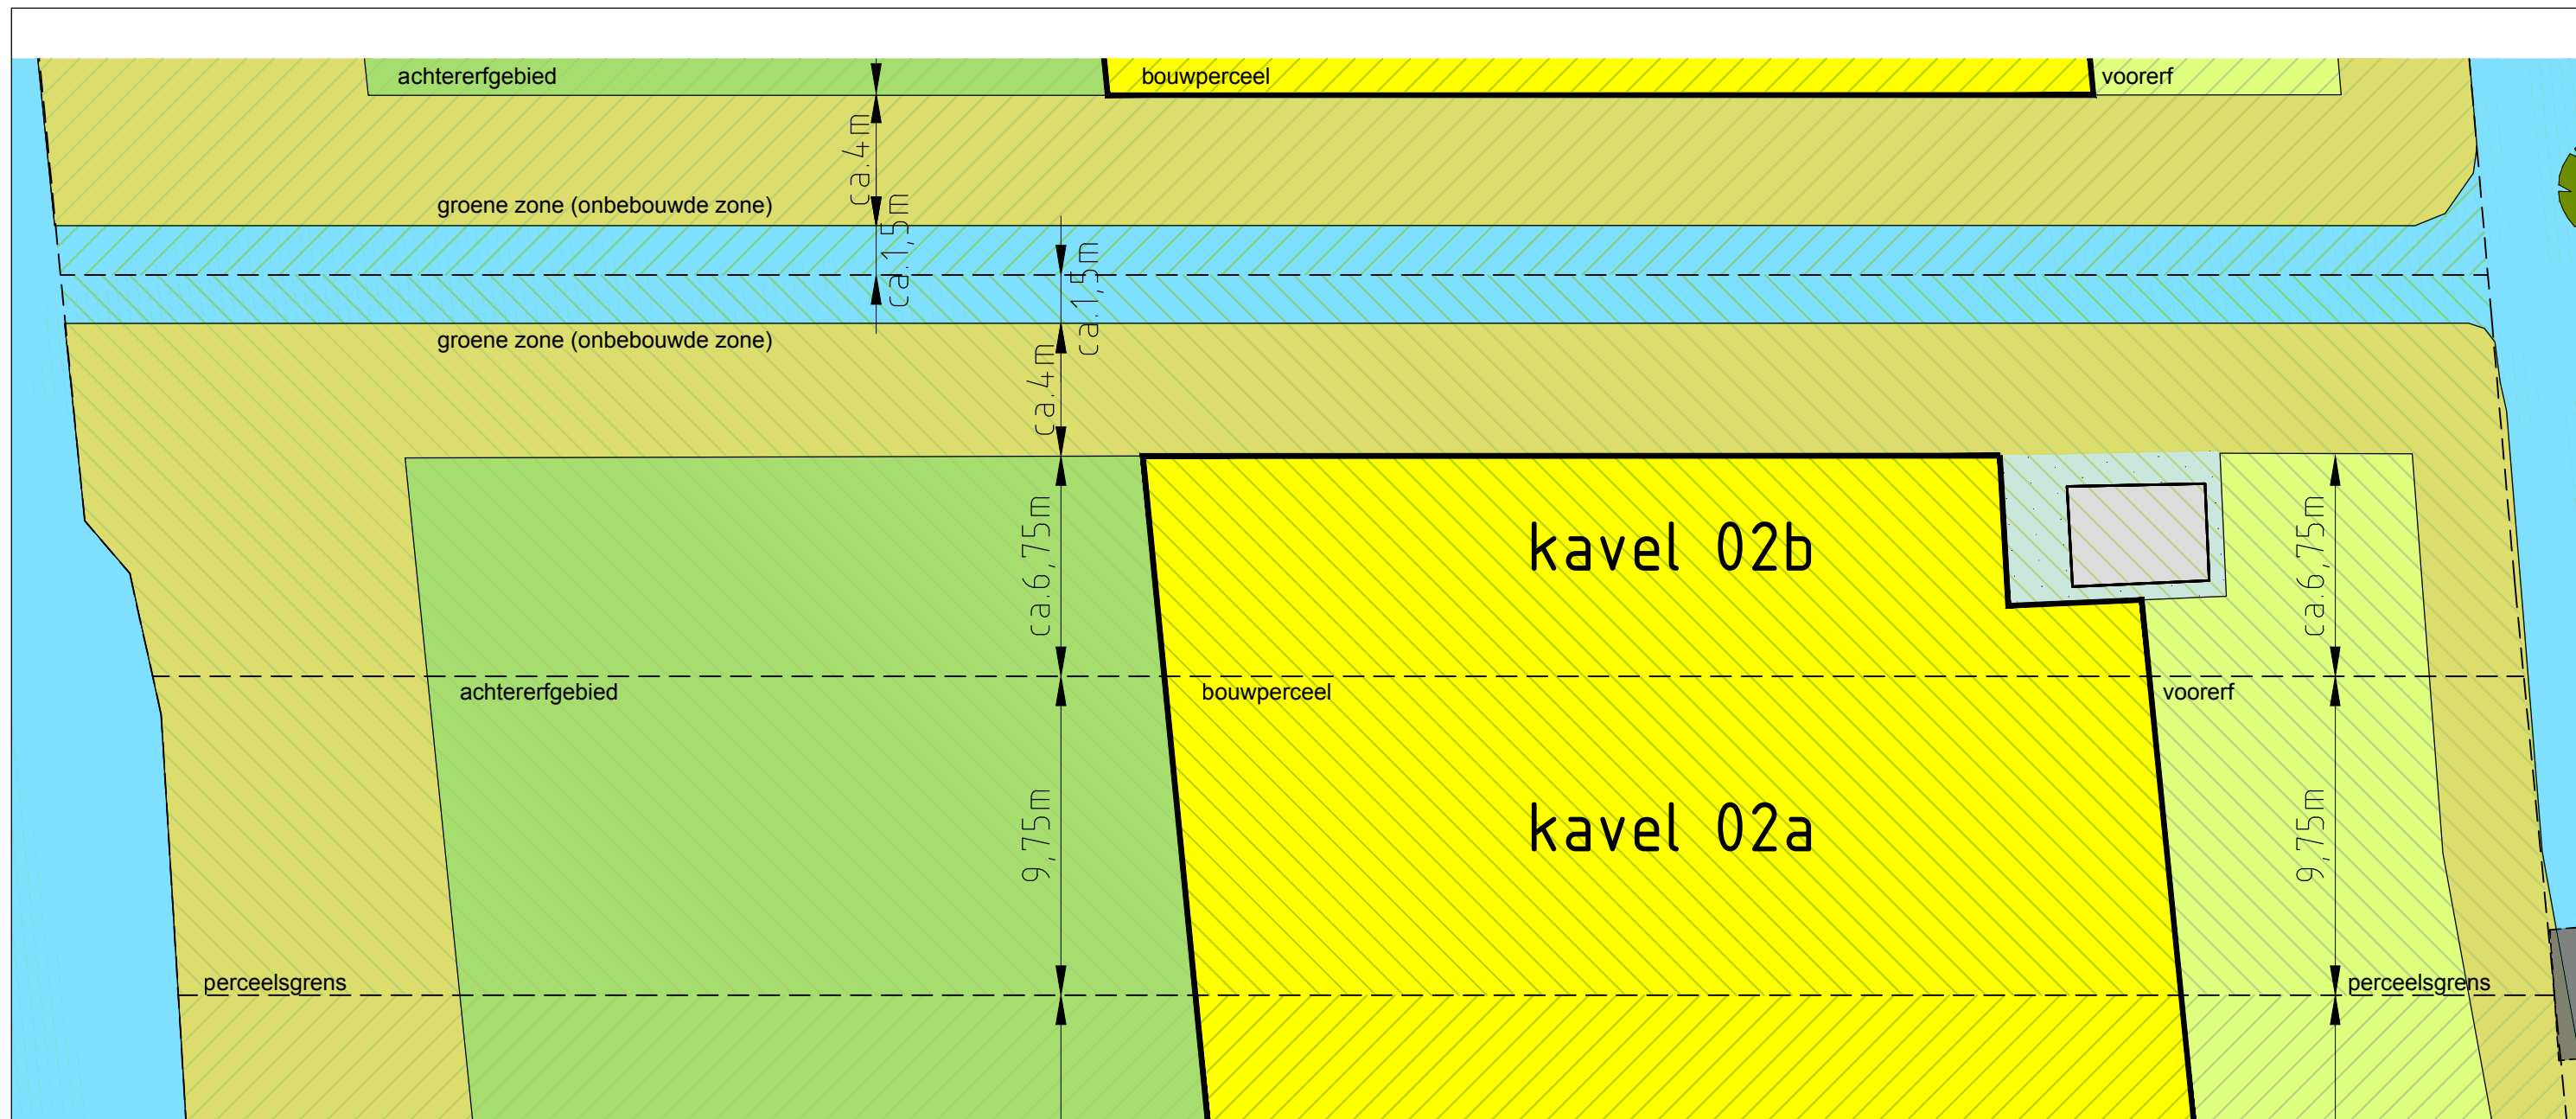 achtererfgebied
bouwperceel
voorerf
ca.4m
groene zone (onbebouwde zone)
ca.1,5m
ca.1,5m
groene zone (onbebouwde zone)
ca.4m
kavel 02b
ca.6,75m
ca.6,75m
achtererfgebied
bouwperceel
voorerf
kavel 02a
9,75m
9,75m
perceelsgrens
perceelsgrens